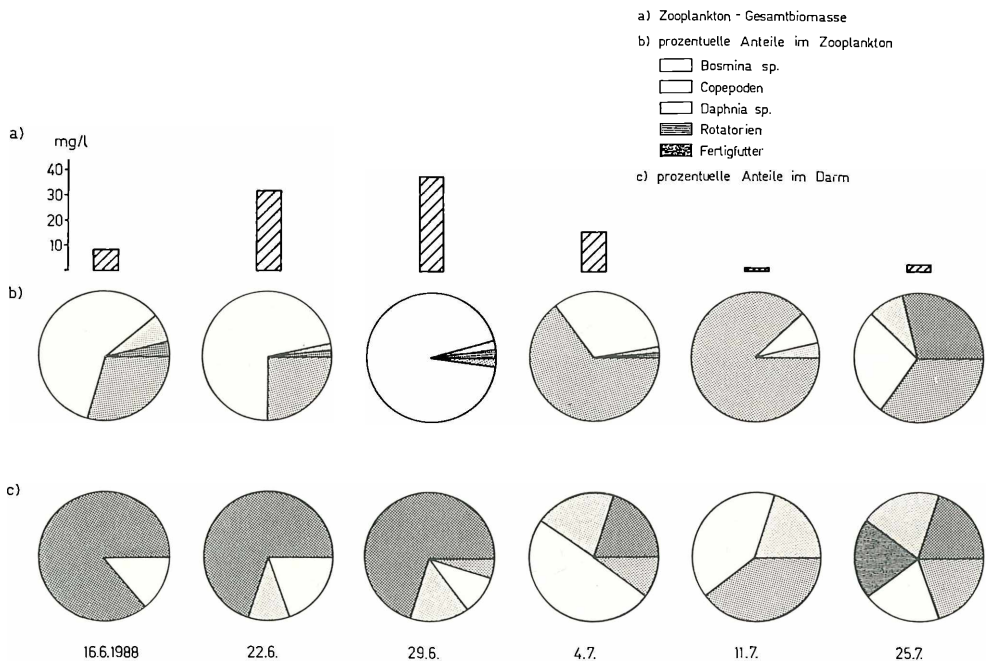 a) Zooplankton - Gesamtbiomasse
b) prozentuelle Anteile im Zooplankton
Bosmina sp.
Copepoden
Daphnia sp.
Rotatorien
Fertigfutter
c) prozentuelle Anteile im Darm
a)
mg/l
40
30
20
10
b)
c)
16.6.1988 22.6. 29.6. 4.7. 11.7. 25.7.